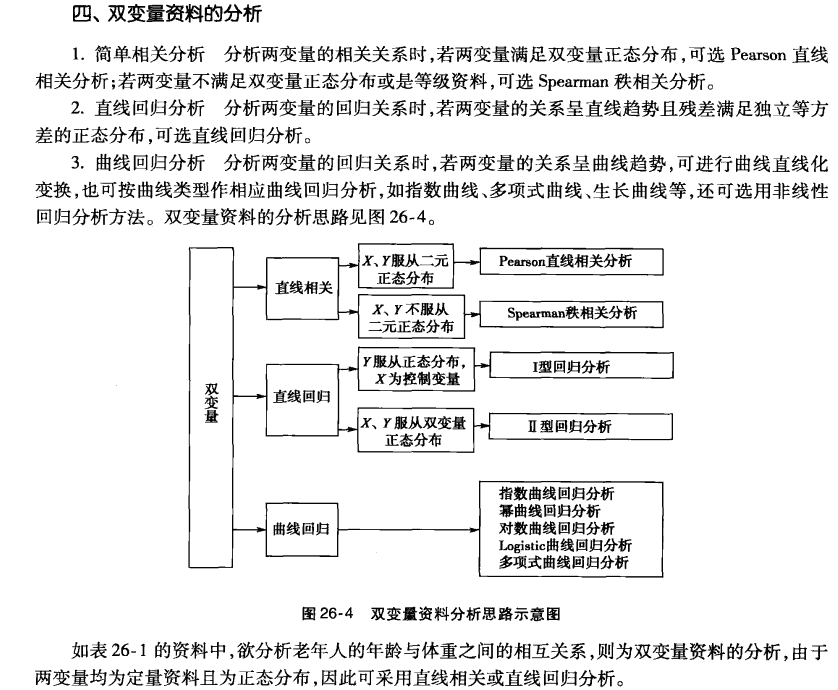 四、双变量资料的分析
1. 简单相关分析 分析两变量的相关关系时,若两变量满足双变量正态分布,可选 Pearson 直线
相关分析;若两变量不满足双变量正态分布或是等级资料,可选 Spearman 秩相关分析。
2. 直线回归分析 分析两变量的回归关系时,若两变量的关系呈直线趋势且残差满足独立等方
差的正态分布,可选直线回归分析。
3. 曲线回归分析 分析两变量的回归关系时,若两变量的关系呈曲线趋势,可进行曲线直线化
变换,也可按曲线类型作相应曲线回归分析,如指数曲线、多项式曲线、生长曲线等,还可选用非线性
回归分析方法。双变量资料的分析思路见图 26-4。
双变量
直线相关
X、Y服从二元
正态分布
Pearson直线相关分析
X、Y 不服从
二元正态分布
Spearman秩相关分析
直线回归
Y服从正态分布,
X为控制变量
I型回归分析
X、Y 服从双变量
正态分布
II型回归分析
曲线回归
指数曲线回归分析
幂曲线回归分析
对数曲线回归分析
Logistic曲线回归分析
多项式曲线回归分析
图 26-4 双变量资料分析思路示意图
如表 26-1 的资料中,欲分析老年人的年龄与体重之间的相互关系,则为双变量资料的分析,由于
两变量均为定量资料且为正态分布,因此可采用直线相关或直线回归分析。